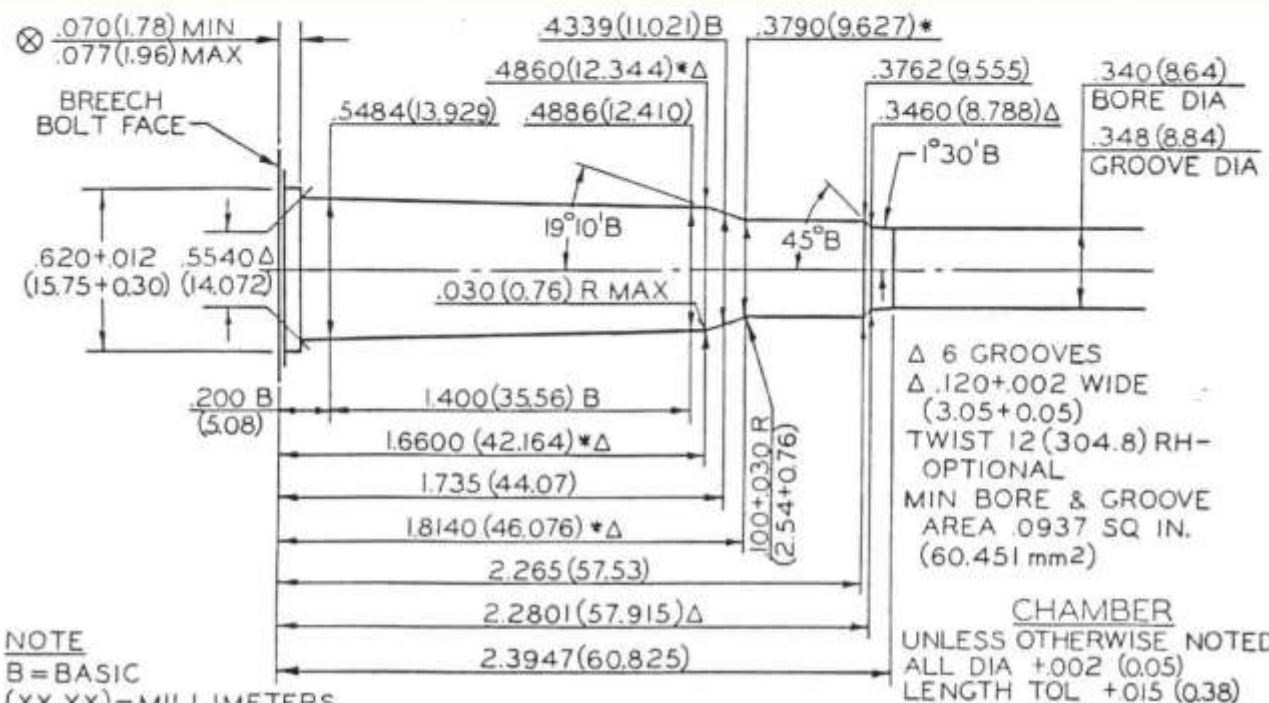 ⊗ .070(1.78) MIN
.077(1.96) MAX
BREECH
BOLT FACE
.5484(13.929)
.4339(11.021)B
.4860(12.344)*Δ
.4886(12.410)
.3790(9.627)*
.3762(9.555)
.3460(8.788)Δ
1°30'B
.340(8.64)
BORE DIA
.348(8.84)
GROOVE DIA
19°10'B
45°B
.620+.012
(15.75+0.30)
.5540Δ
(14.072)
.030(0.76) R MAX
.200 B
(5.08)
1.400(35.56) B
1.6600(42.164)*Δ
1.735(44.07)
1.8140(46.076)*Δ
2.265(57.53)
2.2801(57.915)Δ
2.3947(60.825)
.100+.030 R
(2.54+0.76)
Δ 6 GROOVES
Δ .120+.002 WIDE
(3.05+0.05)
TWIST 12(304.8) RH-
OPTIONAL
MIN BORE & GROOVE
AREA .0937 SQ IN.
(60.451 mm2)
CHAMBER
UNLESS OTHERWISE NOTED
ALL DIA +.002 (0.05)
LENGTH TOL +.015 (0.38)
NOTE
B=BASIC
(XX.XX)=MILLIMETERS